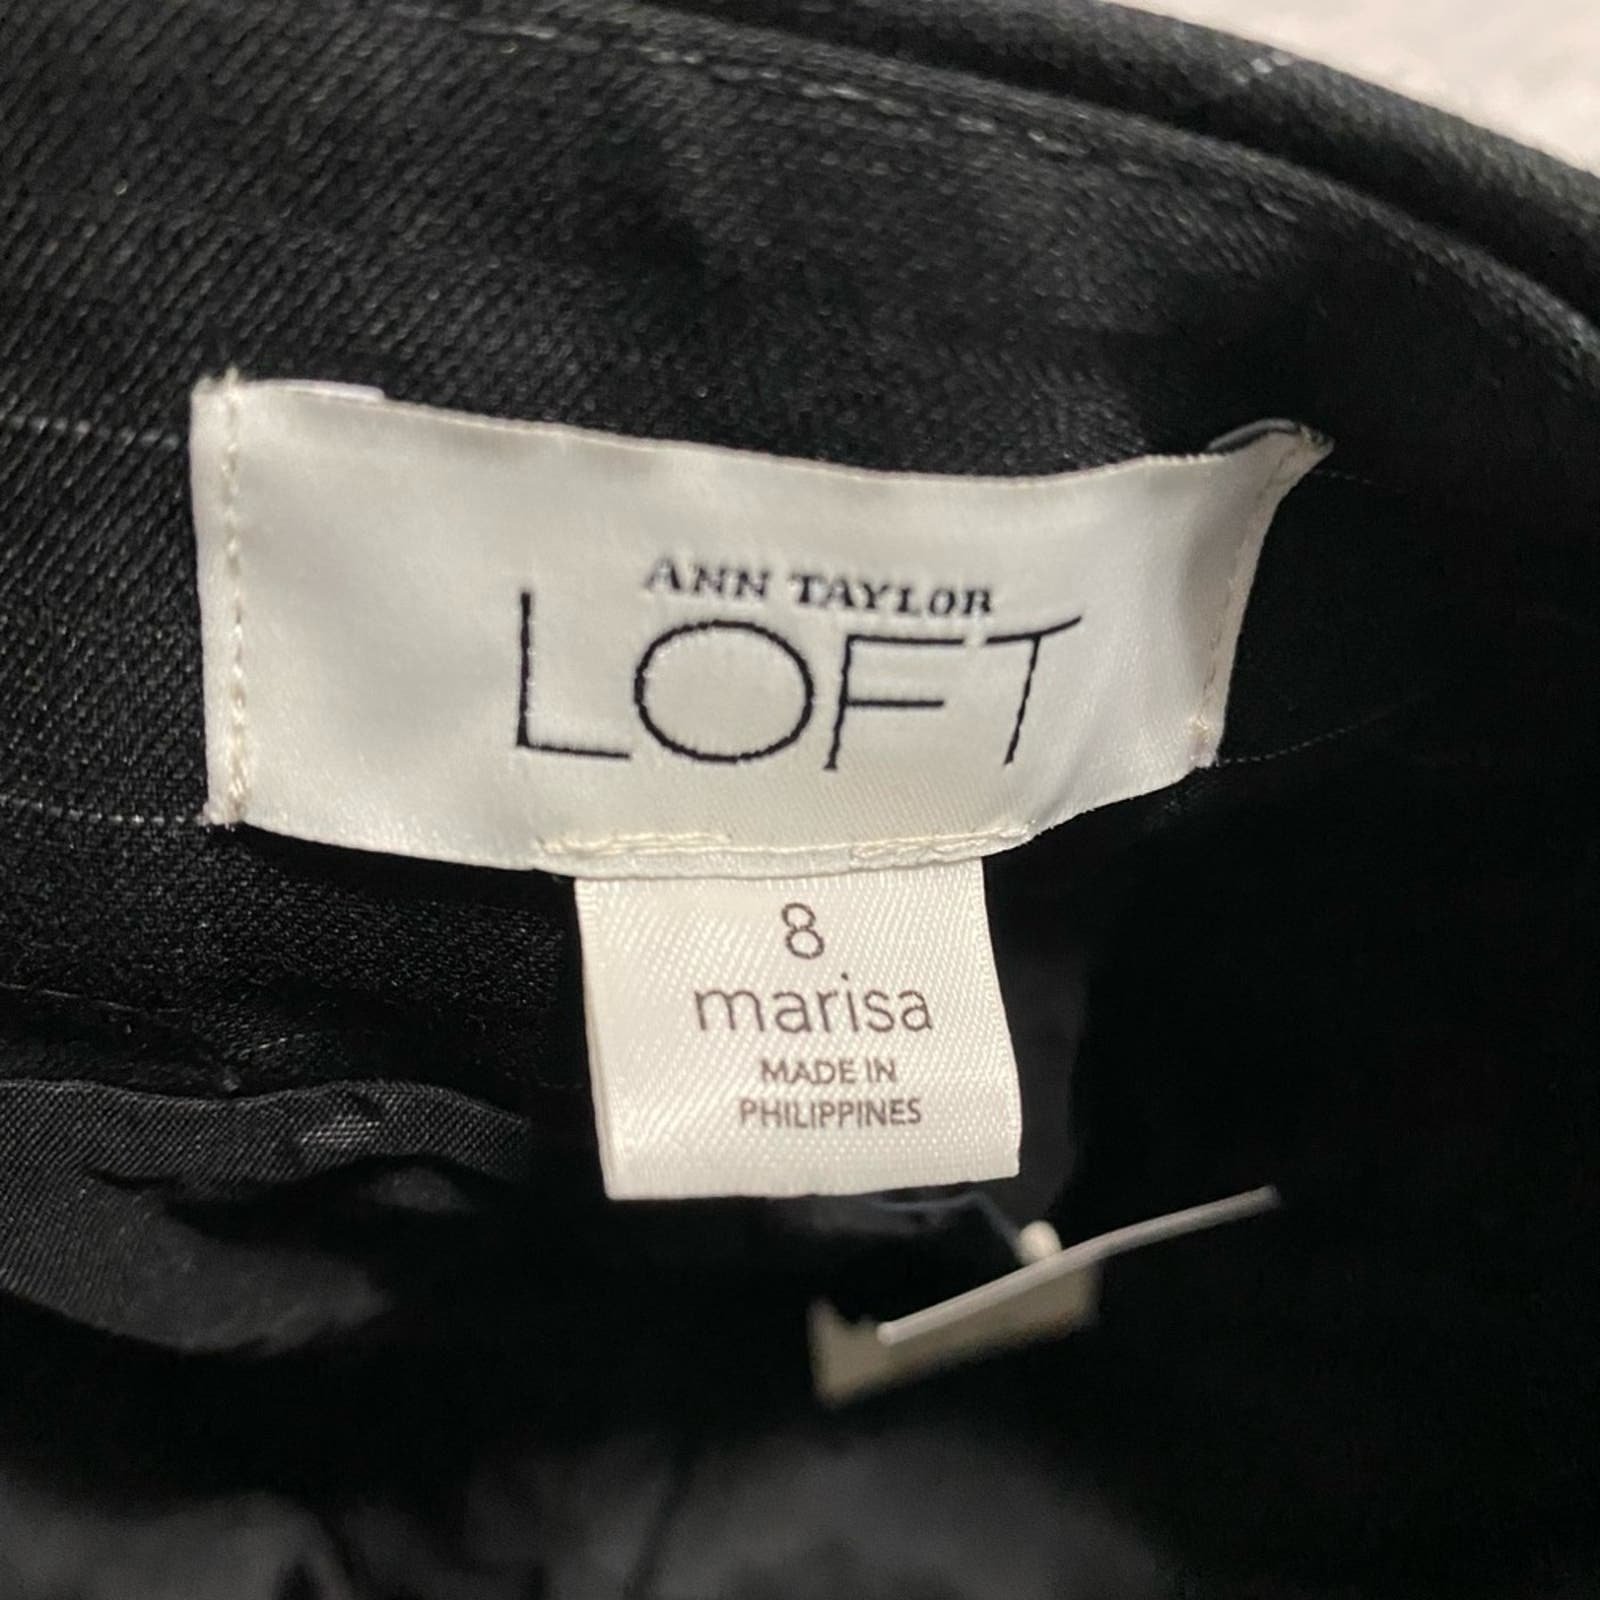 ANN TAYLOR
LOFT
8
marisa
MADE IN
PHILIPPINES